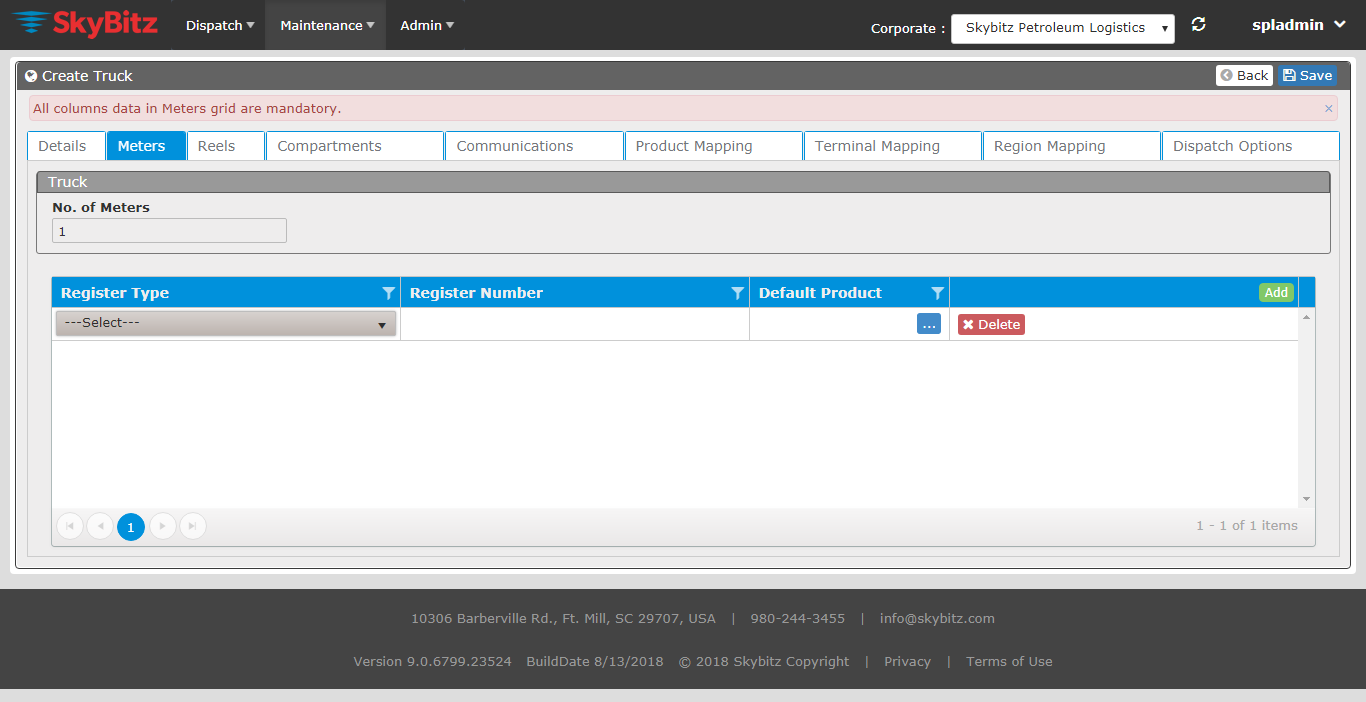 SkyBitz Dispatch Maintenance Admin Corporate : Skybitz Petroleum Logistics spladmin
Create Truck Back Save
All columns data in Meters grid are mandatory. ×
Details Meters Reels Compartments Communications Product Mapping Terminal Mapping Region Mapping Dispatch Options
Truck
No. of Meters
1
Register Type Register Number Default Product Add
---Select--- ... Delete
1 1 - 1 of 1 items
10306 Barberville Rd., Ft. Mill, SC 29707, USA | 980-244-3455 | info@skybitz.com
Version 9.0.6799.23524 BuildDate 8/13/2018 © 2018 Skybitz Copyright | Privacy | Terms of Use